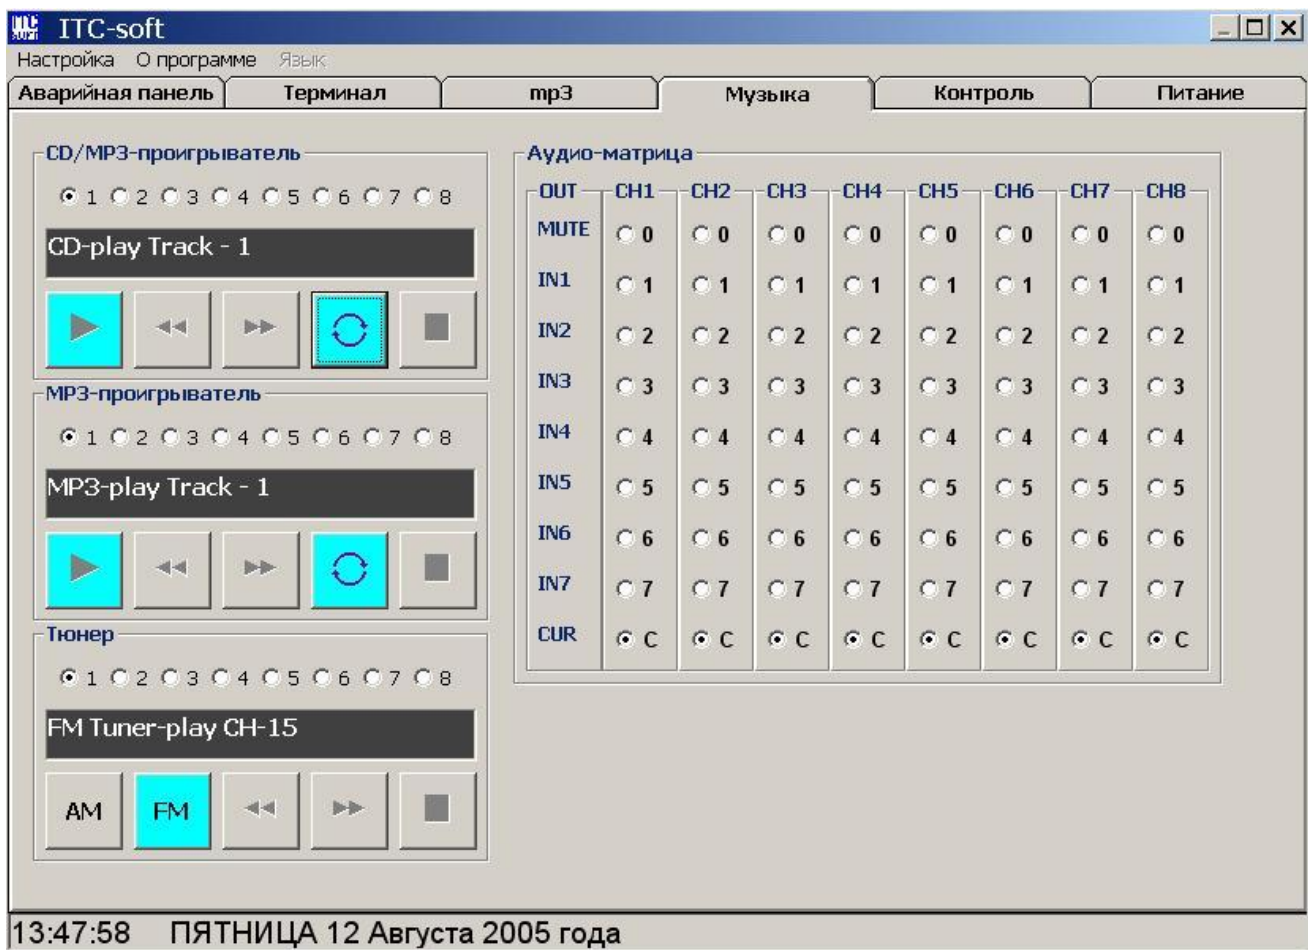 ITC SOFT ITC-soft
Настройка О программе Язык
Аварийная панель Терминал mp3 Музыка Контроль Питание
CD/MP3-проигрыватель
1 2 3 4 5 6 7 8
CD-play Track - 1
MP3-проигрыватель
1 2 3 4 5 6 7 8
MP3-play Track - 1
Тюнер
1 2 3 4 5 6 7 8
FM Tuner-play CH-15
AM FM
Аудио-матрица
OUT CH1 CH2 CH3 CH4 CH5 CH6 CH7 CH8
MUTE 0 0 0 0 0 0 0 0
IN1 1 1 1 1 1 1 1 1
IN2 2 2 2 2 2 2 2 2
IN3 3 3 3 3 3 3 3 3
IN4 4 4 4 4 4 4 4 4
IN5 5 5 5 5 5 5 5 5
IN6 6 6 6 6 6 6 6 6
IN7 7 7 7 7 7 7 7 7
CUR C C C C C C C C
13:47:58 ПЯТНИЦА 12 Августа 2005 года